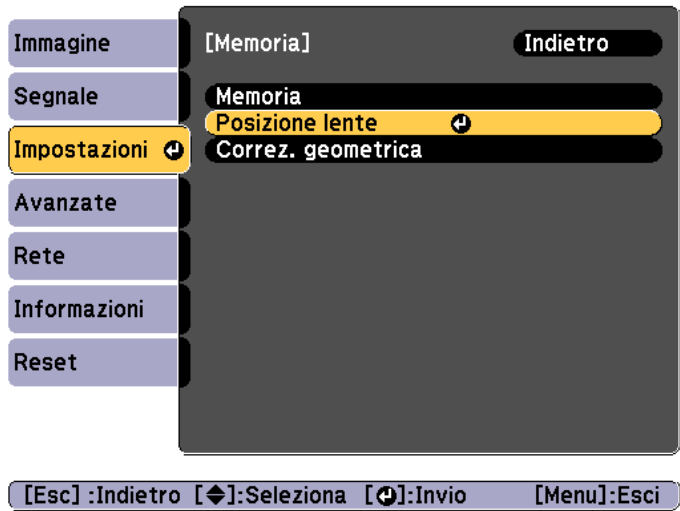 Immagine
Segnale
Impostazioni
Avanzate
Rete
Informazioni
Reset
[Memoria] Indietro
Memoria
Posizione lente
Correz. geometrica
[Esc] :Indietro [◆]:Seleziona [↵]:Invio [Menu]:Esci